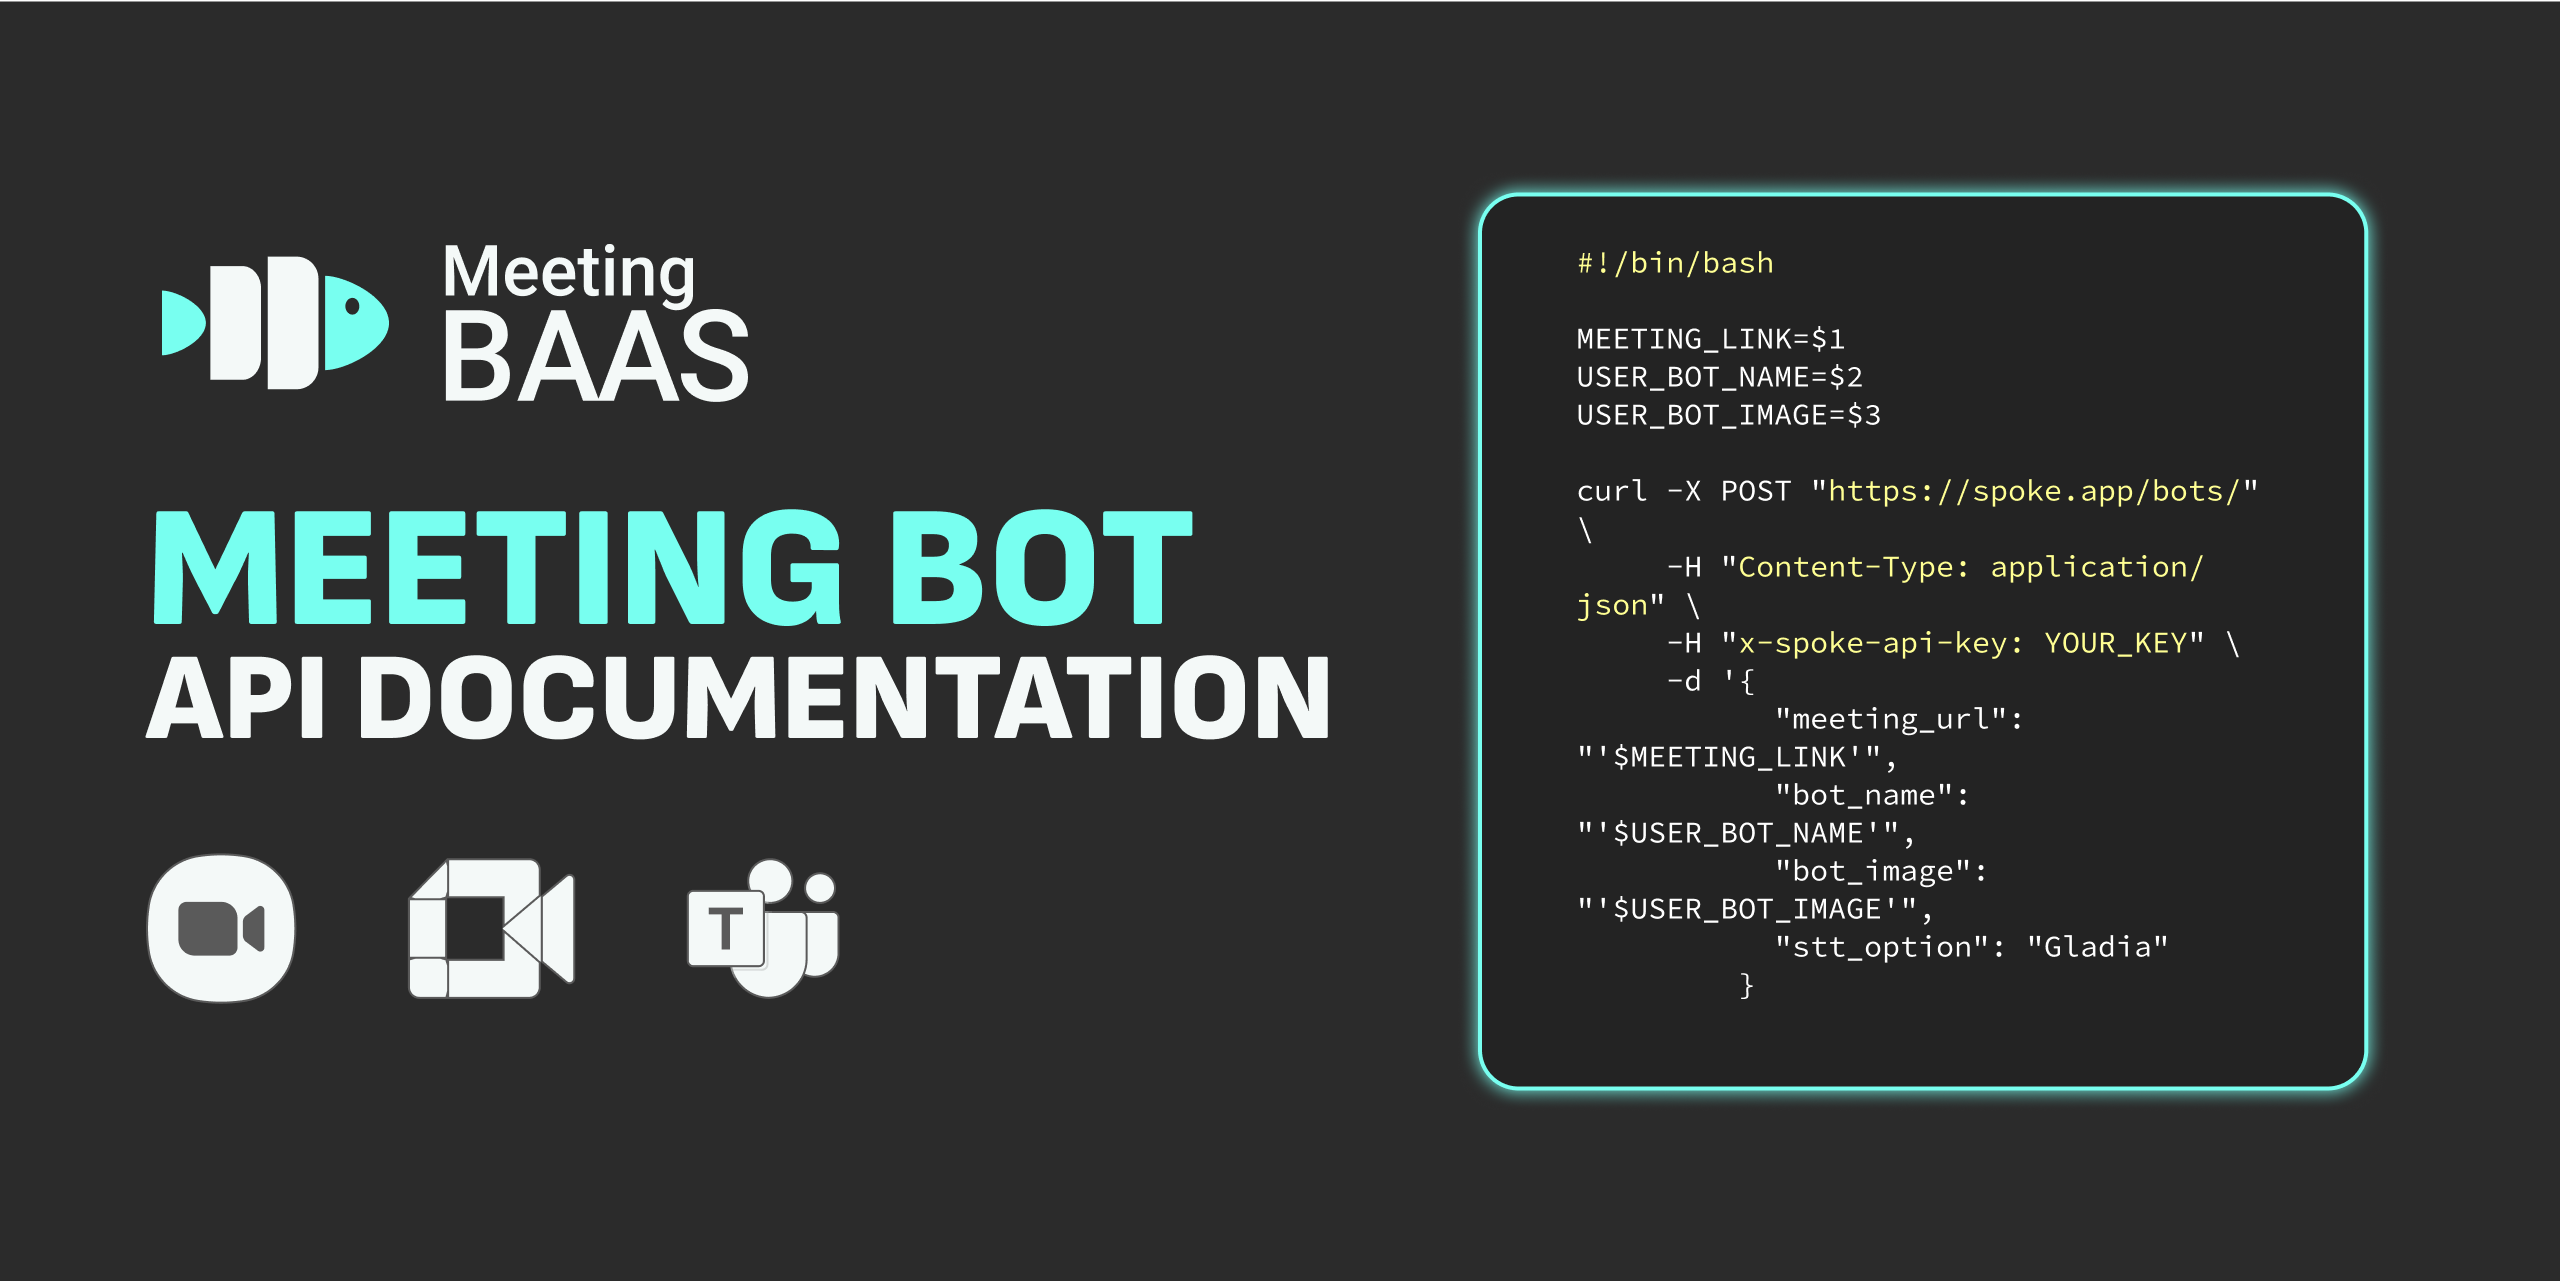 Meeting
BAAS
MEETING BOT
API DOCUMENTATION
T
#!/bin/bash
MEETING_LINK=$1
USER_BOT_NAME=$2
USER_BOT_IMAGE=$3
curl -X POST "https://spoke.app/bots/"
\
-H "Content-Type: application/
json" \
-H "x-spoke-api-key: YOUR_KEY" \
-d '{
"meeting_url":
"'$MEETING_LINK'",
"bot_name":
"'$USER_BOT_NAME'",
"bot_image":
"'$USER_BOT_IMAGE'",
"stt_option": "Gladia"
}